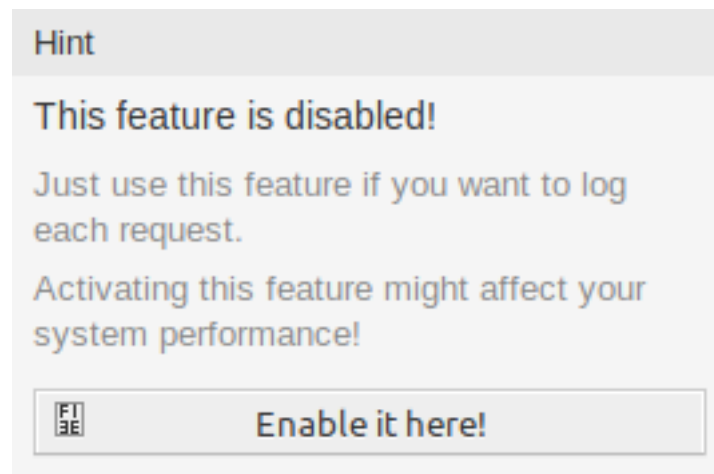 Hint
This feature is disabled!
Just use this feature if you want to log
each request.
Activating this feature might affect your
system performance!
Enable it here!